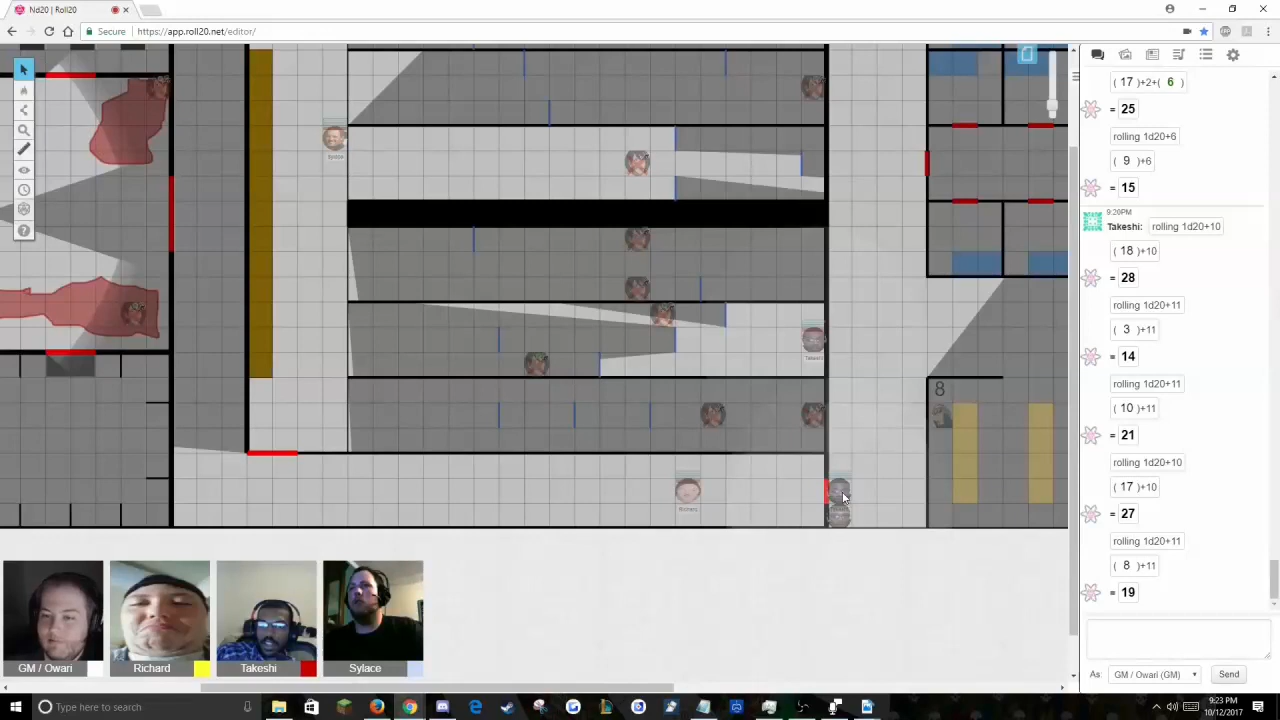 Nd20 | Roll20
Secure
https://app.roll20.net/editor/
( 17 )+2+( 6 )
= 25
rolling 1d20+6
( 9 )+6
= 15
9:20PM
Takeshi: rolling 1d20+10
( 18 )+10
= 28
rolling 1d20+11
( 3 )+11
= 14
rolling 1d20+11
( 10 )+11
= 21
rolling 1d20+10
( 17 )+10
= 27
rolling 1d20+11
( 8 )+11
= 19
Sylace
Takeshi
8
Richard
GM / Owari
Richard
Takeshi
Sylace
As: GM / Owari (GM)
Send
Type here to search
9:23 PM
10/12/2017